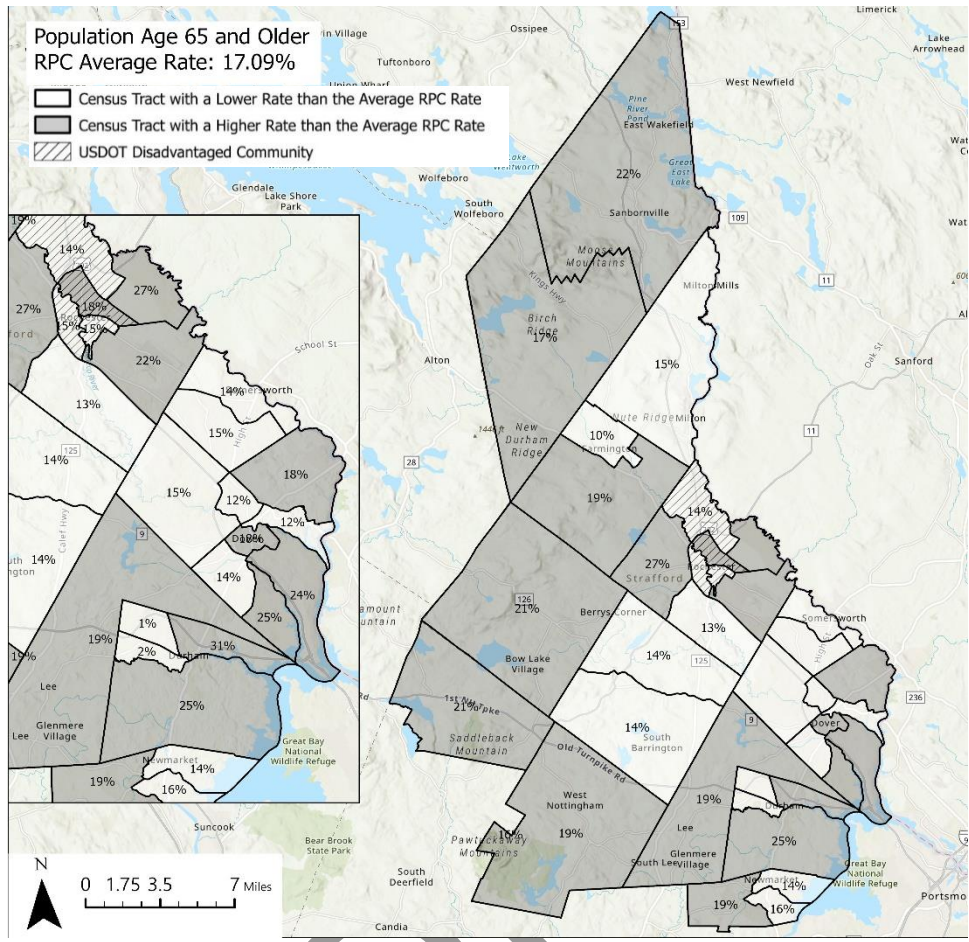 Population Age 65 and Older
RPC Average Rate: 17.09%
Census Tract with a Lower Rate than the Average RPC Rate
Census Tract with a Higher Rate than the Average RPC Rate
USDOT Disadvantaged Community
153
Limerick
Ossipee
Tuftonboro
Lake
Arrowhead
West Newfield
Pine
River
Pond
East Wakefield
Wolfeboro
Great
East
Lake
22%
Glendale
Lake Shore
Park
South
Wolfeboro
Sanbornville
109
Moose
Mountains
11
Milton Mills
Kings Hwy
Birch
Ridge
17%
Alton
15%
Oak St
Sanford
Nute Ridge
Milton
11
New
Durham
Ridge
10%
Farmington
28
19%
14%
27%
Strafford
Rochester
126
21%
Berrys Corner
13%
Somersworth
14%
Bow Lake
Village
125
236
21%
Saddleback
Mountain
14%
South
Barrington
9
Dover
Old Turnpike Rd
West
Nottingham
19%
19%
Durham
16%
Pawtuckaway
Mountains
Lee
25%
South Lee
Glenmere
Village
Great Bay
National
Wildlife Refuge
Newmarket
14%
19%
16%
South
Deerfield
Candia
19%
14%
27%
18%
27%
15%
15%
22%
School St
13%
14%
15%
125
14%
18%
Calef Hwy
15%
12%
9
12%
14%
14%
24%
25%
1%
31%
2%
Durham
19%
19%
Lee
25%
Glenmere
Village
Lee
Great Bay
National
Wildlife Refuge
Newmarket
14%
19%
16%
Suncook
Bear Brook
State Park
N
0 1.75 3.5 7 Miles